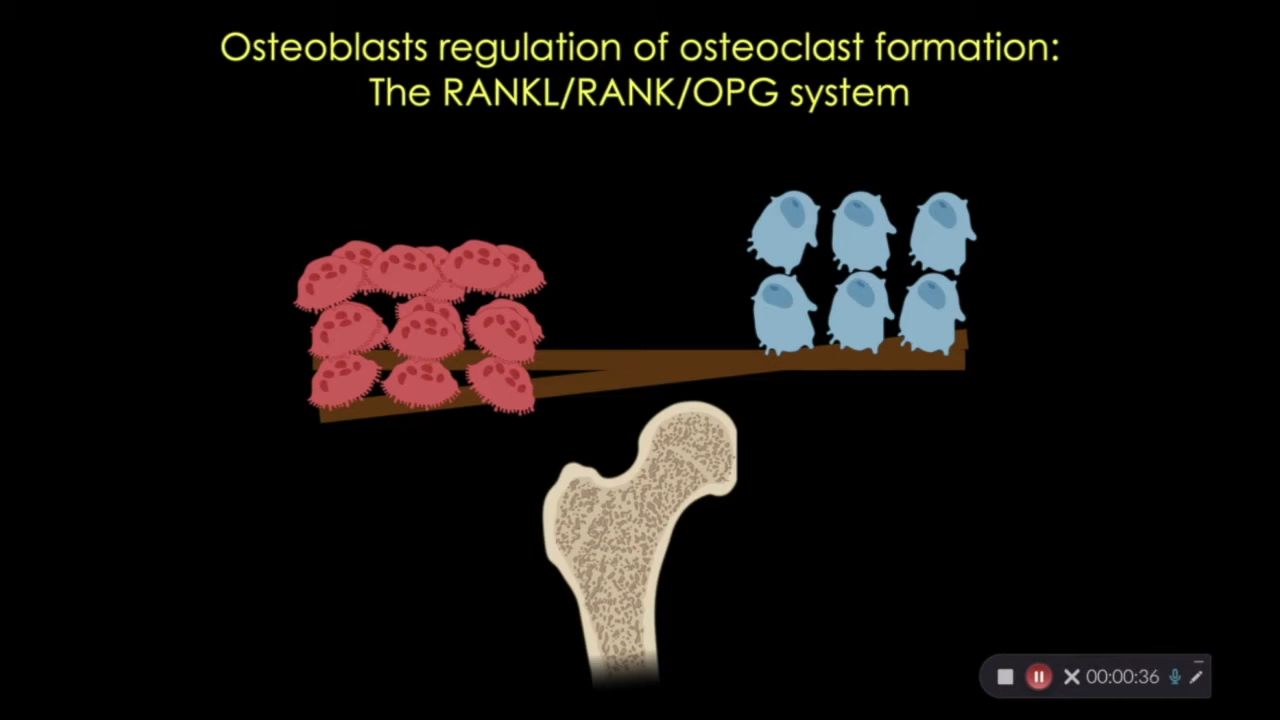 Osteoblasts regulation of osteoclast formation:
The RANKL/RANK/OPG system
00:00:36